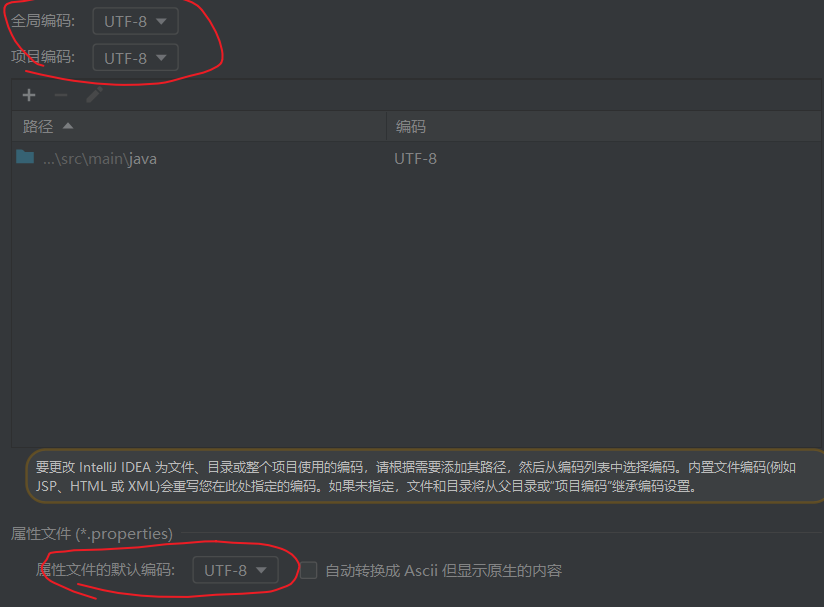 全局编码: UTF-8
项目编码: UTF-8
路径 编码
...\src\main\java UTF-8
要更改 IntelliJ IDEA 为文件、目录或整个项目使用的编码，请根据需要添加其路径，然后从编码列表中选择编码。内置文件编码(例如
JSP、HTML 或 XML)会重写您在此处指定的编码。如果未指定，文件和目录将从父目录或“项目编码”继承编码设置。
属性文件 (*.properties)
属性文件的默认编码: UTF-8 自动转换成 Ascii 但显示原生的内容